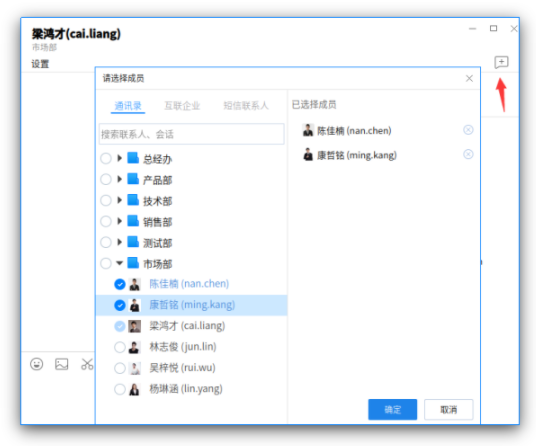 梁鸿才(cai.liang)
市场部
设置
请选择成员
通讯录 互联企业 短信联系人
搜索联系人、会话
总经办
产品部
技术部
销售部
测试部
市场部
陈佳楠 (nan.chen)
康哲铭 (ming.kang)
梁鸿才 (cai.liang)
林志俊 (jun.lin)
吴梓悦 (rui.wu)
杨琳涵 (lin.yang)
已选择成员
陈佳楠 (nan.chen)
康哲铭 (ming.kang)
确定 取消